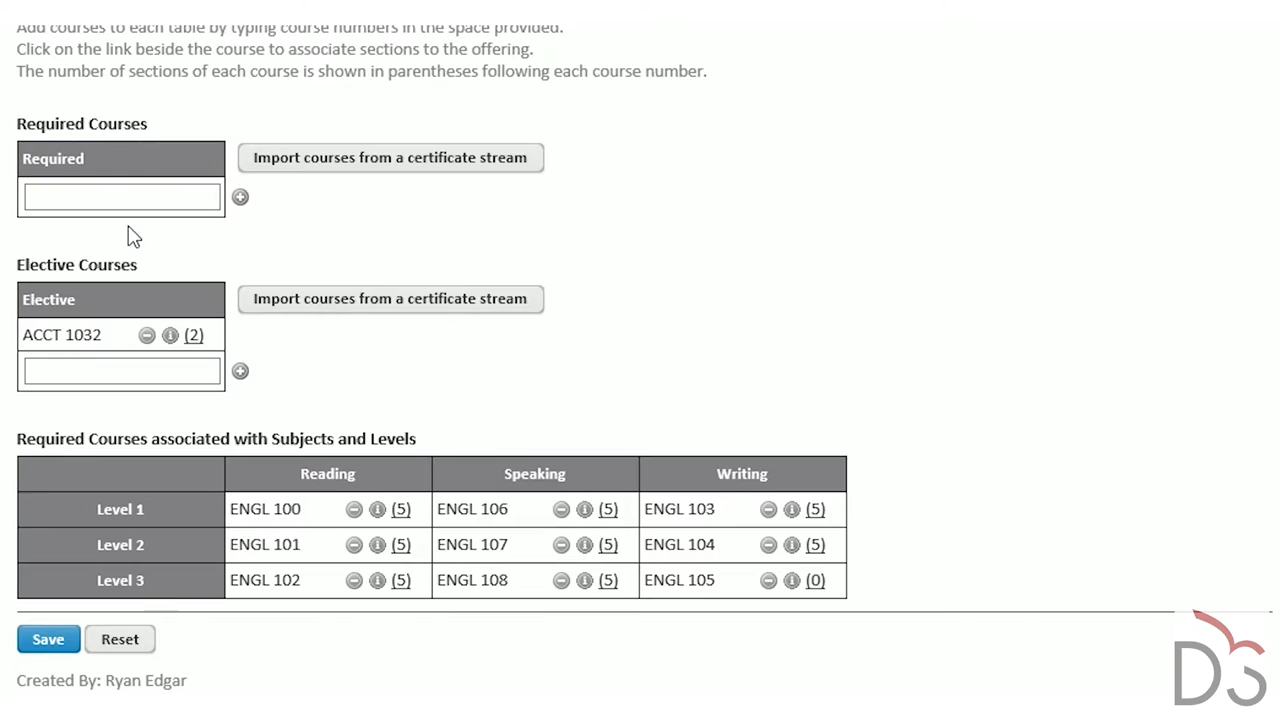 Add courses to each table by typing course numbers in the space provided.
Click on the link beside the course to associate sections to the offering.
The number of sections of each course is shown in parentheses following each course number.
Required Courses
Required
Import courses from a certificate stream
Elective Courses
Elective
Import courses from a certificate stream
ACCT 1032 (2)
Required Courses associated with Subjects and Levels
Reading Speaking Writing
Level 1 ENGL 100 (5) ENGL 106 (5) ENGL 103 (5)
Level 2 ENGL 101 (5) ENGL 107 (5) ENGL 104 (5)
Level 3 ENGL 102 (5) ENGL 108 (5) ENGL 105 (0)
Save Reset
Created By: Ryan Edgar
DS